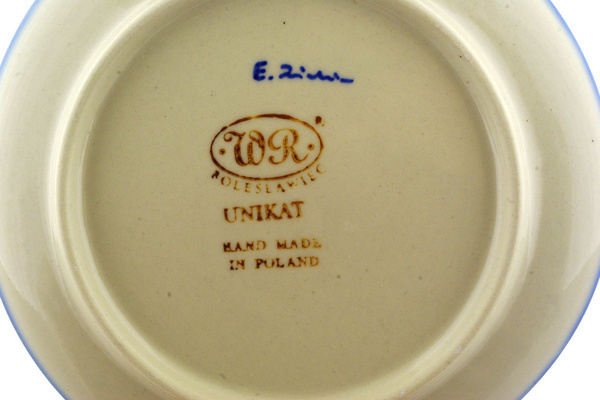 E.
·WR· ®
BOLESŁAWIEC
UNIKAT
HAND MADE
IN POLAND